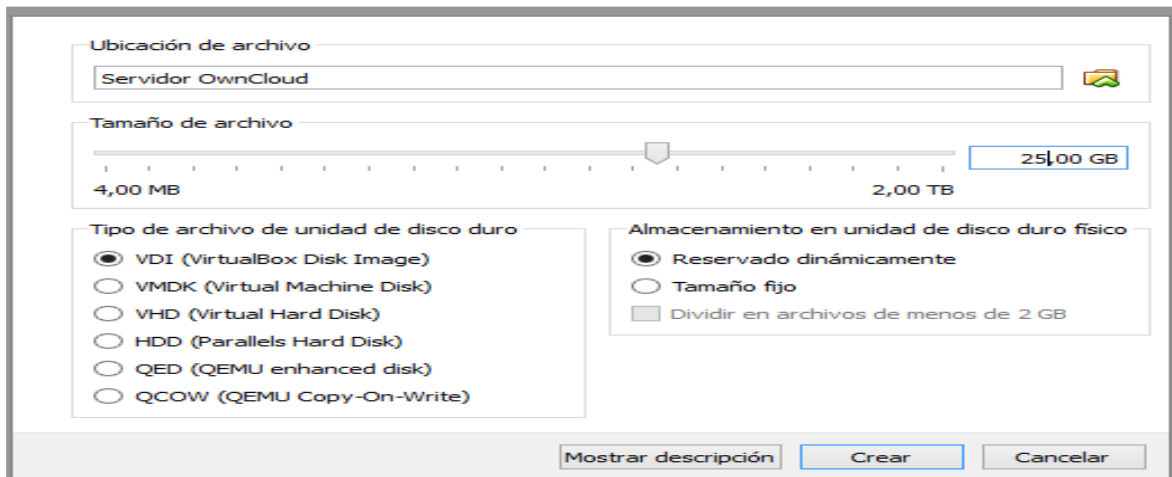 Ubicación de archivo
Servidor OwnCloud
Tamaño de archivo
25,00 GB
4,00 MB 2,00 TB
Tipo de archivo de unidad de disco duro
VDI (VirtualBox Disk Image)
VMDK (Virtual Machine Disk)
VHD (Virtual Hard Disk)
HDD (Parallels Hard Disk)
QED (QEMU enhanced disk)
QCOW (QEMU Copy-On-Write)
Almacenamiento en unidad de disco duro físico
Reservado dinámicamente
Tamaño fijo
Dividir en archivos de menos de 2 GB
Mostrar descripción Crear Cancelar